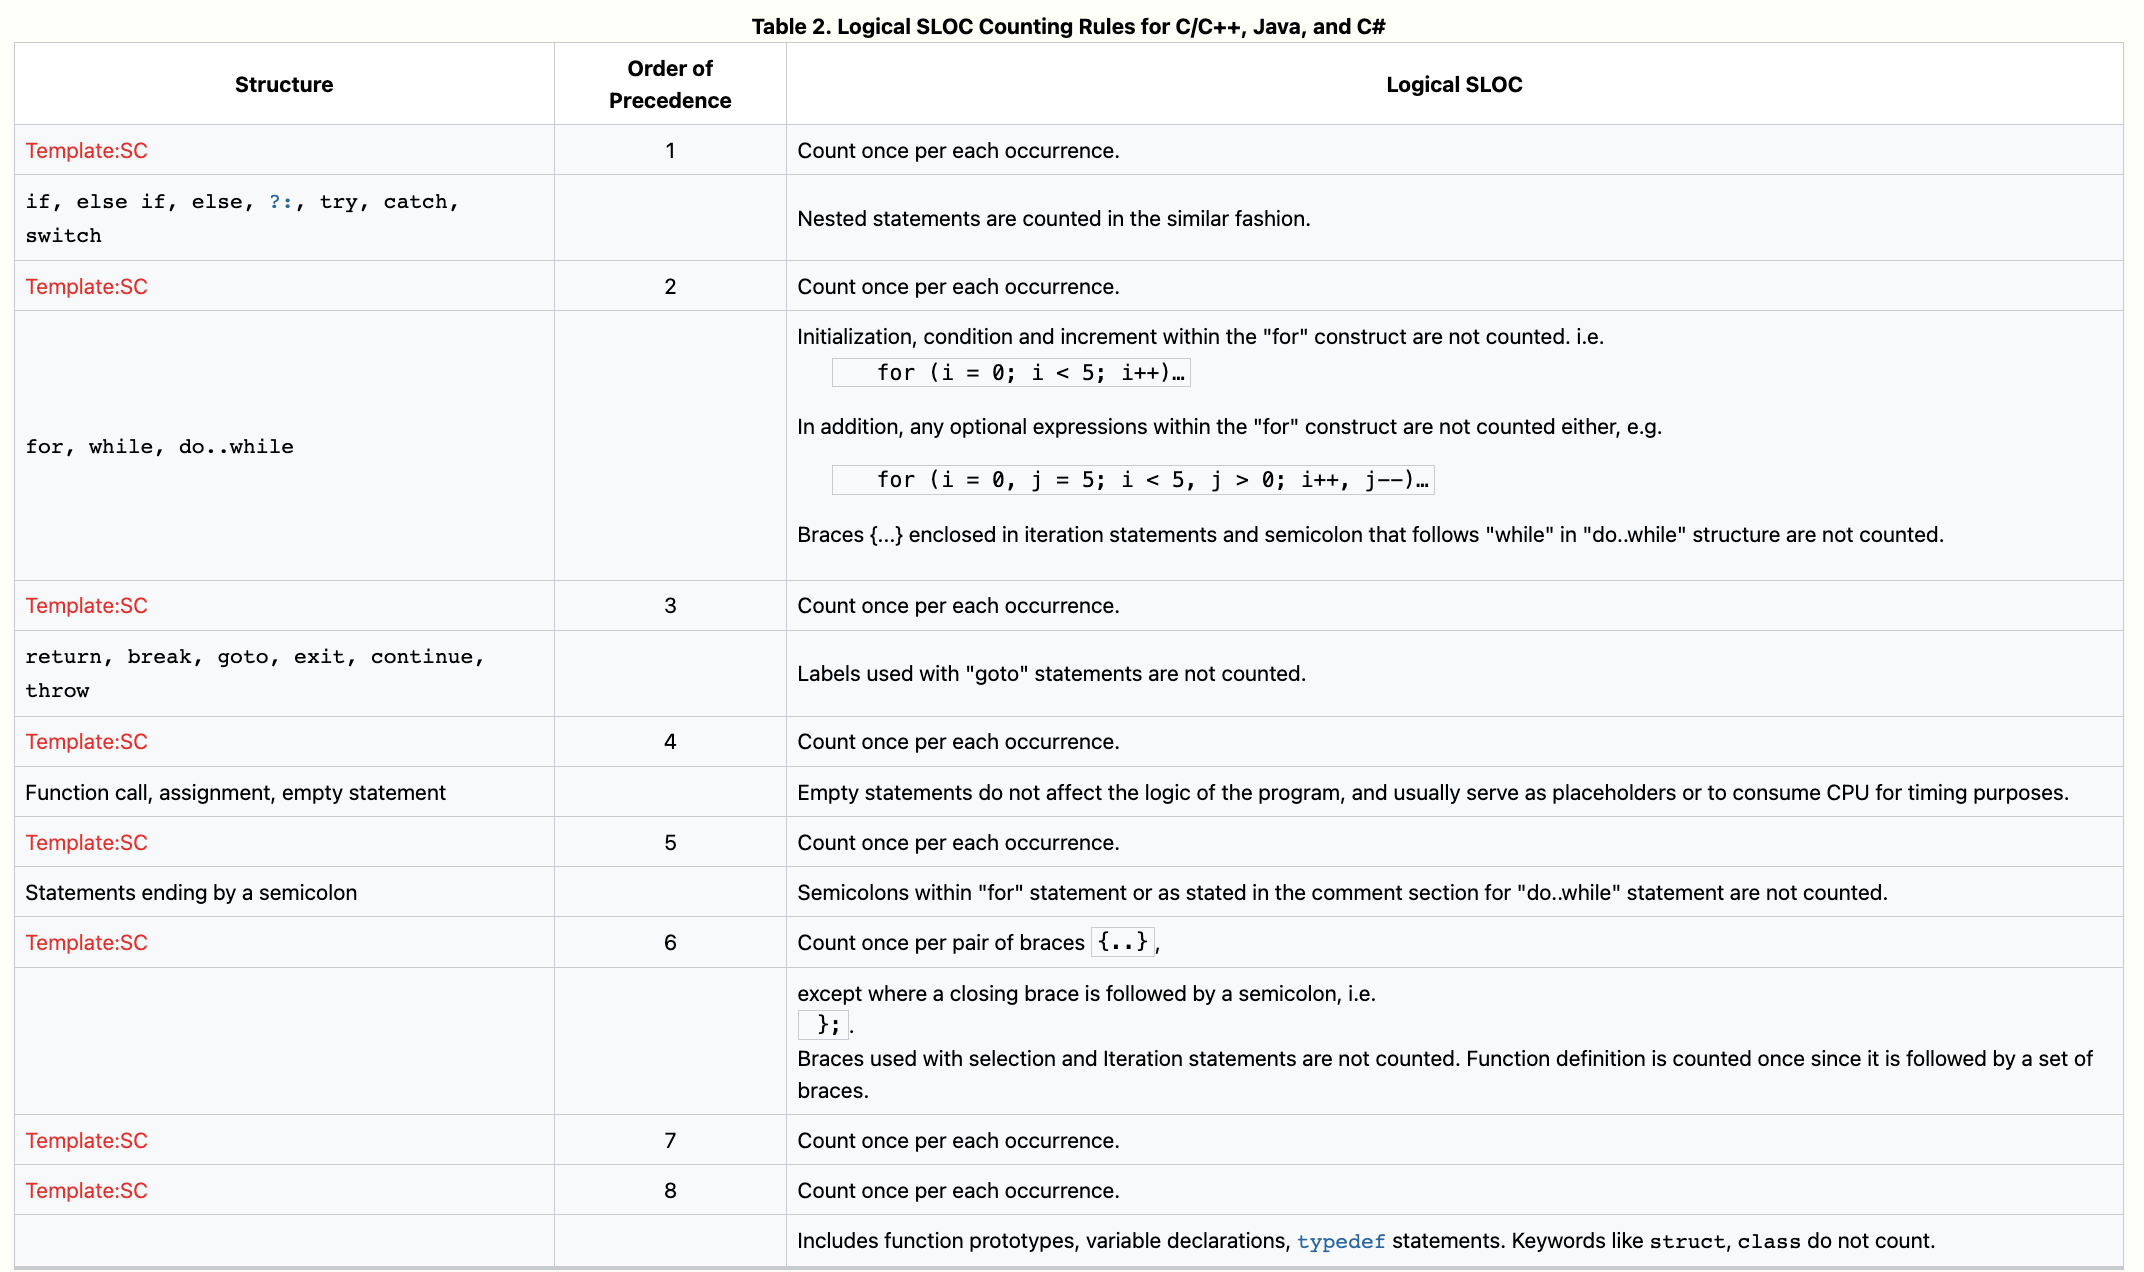 Table 2. Logical SLOC Counting Rules for C/C++, Java, and C#
Structure
Order of
Precedence
Logical SLOC
Template:SC
1
Count once per each occurrence.
if, else if, else, ?:, try, catch,
switch
Nested statements are counted in the similar fashion.
Template:SC
2
Count once per each occurrence.
for, while, do..while
Initialization, condition and increment within the "for" construct are not counted. i.e.
for (i = 0; i < 5; i++)…
In addition, any optional expressions within the "for" construct are not counted either, e.g.
for (i = 0, j = 5; i < 5, j > 0; i++, j--)…
Braces {…} enclosed in iteration statements and semicolon that follows "while" in "do..while" structure are not counted.
Template:SC
3
Count once per each occurrence.
return, break, goto, exit, continue,
throw
Labels used with "goto" statements are not counted.
Template:SC
4
Count once per each occurrence.
Function call, assignment, empty statement
Empty statements do not affect the logic of the program, and usually serve as placeholders or to consume CPU for timing purposes.
Template:SC
5
Count once per each occurrence.
Statements ending by a semicolon
Semicolons within "for" statement or as stated in the comment section for "do..while" statement are not counted.
Template:SC
6
Count once per pair of braces {..},
except where a closing brace is followed by a semicolon, i.e.
};.
Braces used with selection and Iteration statements are not counted. Function definition is counted once since it is followed by a set of
braces.
Template:SC
7
Count once per each occurrence.
Template:SC
8
Count once per each occurrence.
Includes function prototypes, variable declarations, typedef statements. Keywords like struct, class do not count.